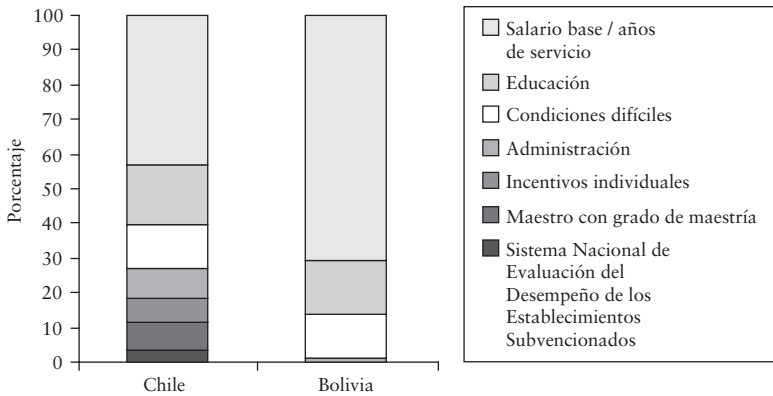 100
90
80
70
60
50
40
30
20
10
0
Porcentaje
Chile
Bolivia
Salario base / años
de servicio
Educación
Condiciones difíciles
Administración
Incentivos individuales
Maestro con grado de maestría
Sistema Nacional de
Evaluación del
Desempeño de los
Establecimientos
Subvencionados